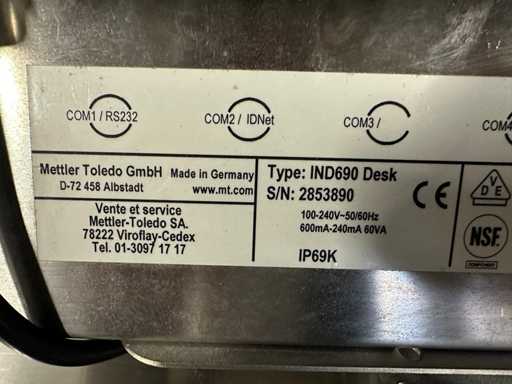 COM1 / RS232
COM2 / IDNet
COM3 /
COM4
Mettler Toledo GmbH Made in Germany
D-72 458 Albstadt www.mt.com
Vente et service
Mettler-Toledo SA.
78222 Viroflay-Cedex
Tel. 01-3097 17 17
Type: IND690 Desk
S/N: 2853890
100-240V~50/60Hz
600mA-240mA 60VA
IP69K
CE
VDE
NSF.
COMPONENT